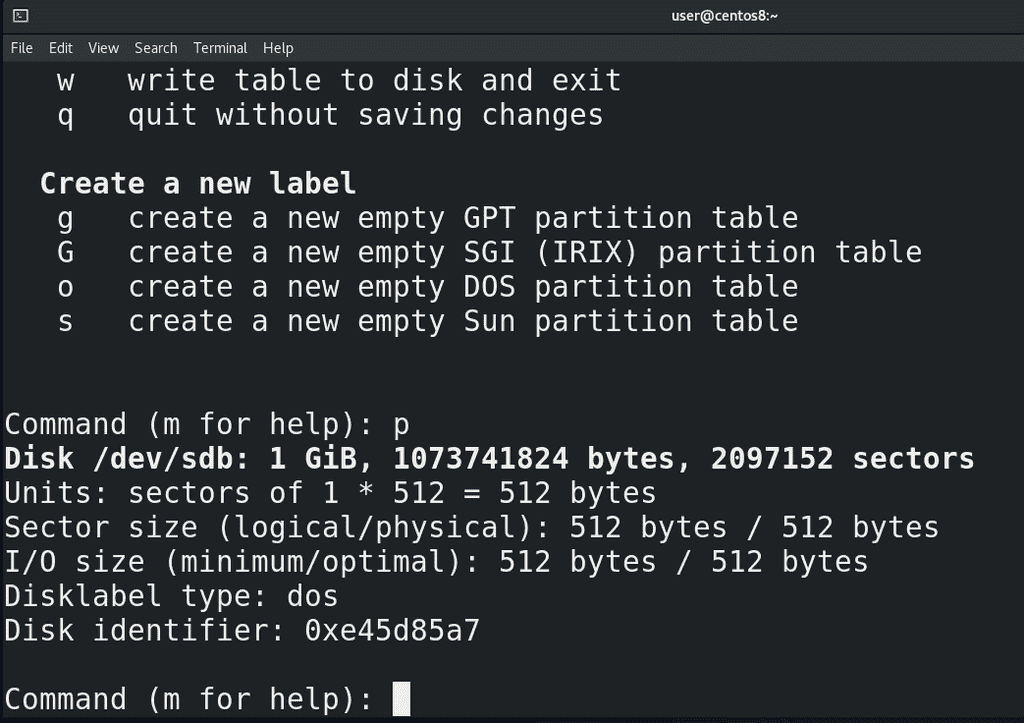 user@centos8:~
File Edit View Search Terminal Help
w write table to disk and exit
q quit without saving changes
Create a new label
g create a new empty GPT partition table
G create a new empty SGI (IRIX) partition table
o create a new empty DOS partition table
s create a new empty Sun partition table
Command (m for help): p
Disk /dev/sdb: 1 GiB, 1073741824 bytes, 2097152 sectors
Units: sectors of 1 * 512 = 512 bytes
Sector size (logical/physical): 512 bytes / 512 bytes
I/O size (minimum/optimal): 512 bytes / 512 bytes
Disklabel type: dos
Disk identifier: 0xe45d85a7
Command (m for help):